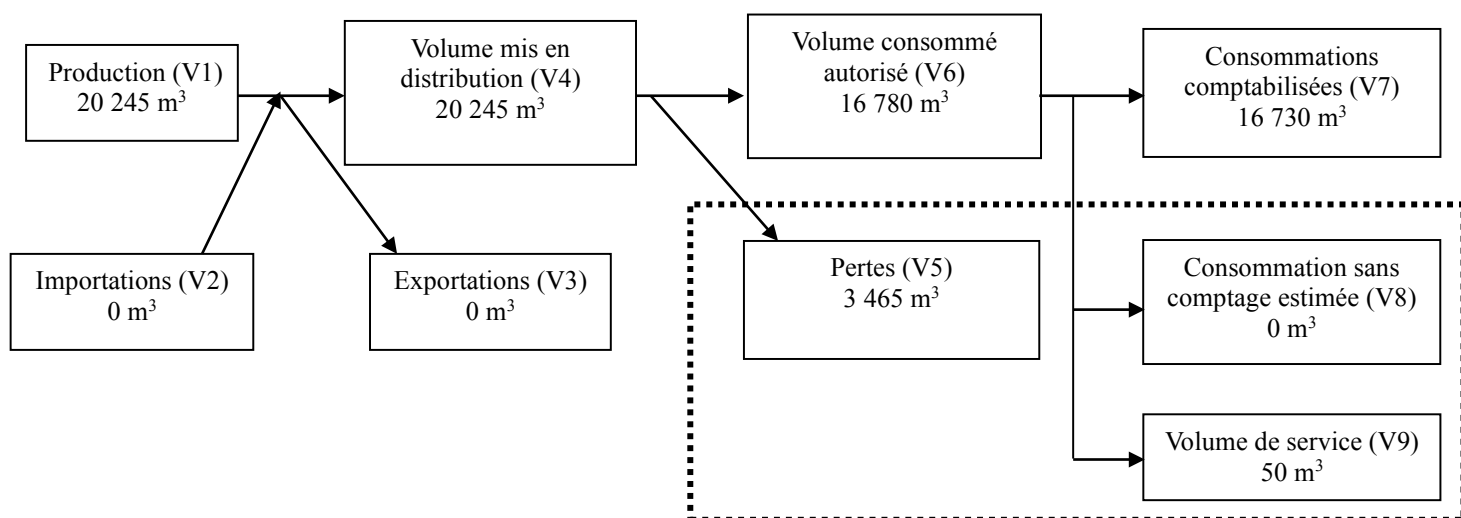 Production (V1)
20 245 m³
Volume mis en
distribution (V4)
20 245 m³
Volume consommé
autorisé (V6)
16 780 m³
Consommations
comptabilisées (V7)
16 730 m³
Importations (V2)
0 m³
Exportations (V3)
0 m³
Pertes (V5)
3 465 m³
Consommation sans
comptage estimée (V8)
0 m³
Volume de service (V9)
50 m³